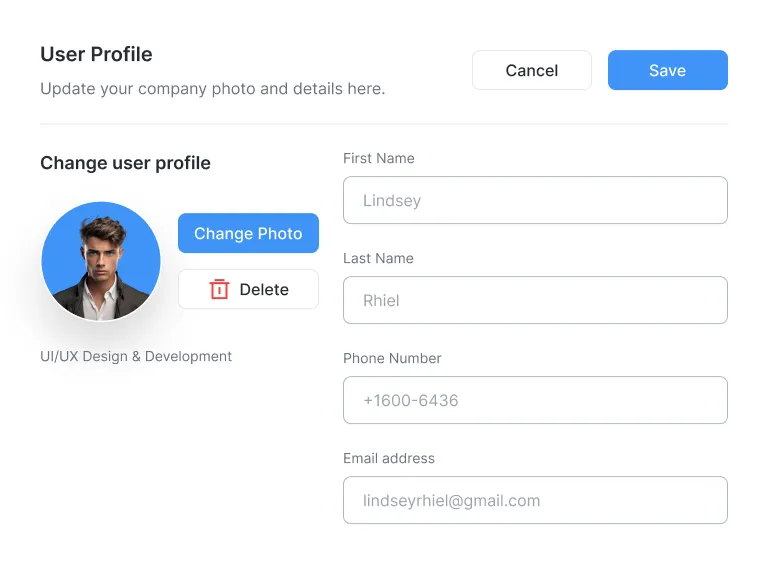 User Profile
Update your company photo and details here.
Cancel
Save
Change user profile
Change Photo
Delete
UI/UX Design & Development
First Name
Lindsey
Last Name
Rhiel
Phone Number
+1600-6436
Email address
lindseyrhiel@gmail.com